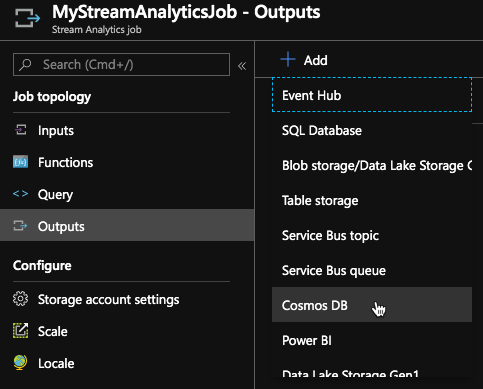 MyStreamAnalyticsJob - Outputs
Stream Analytics job
Search (Cmd+/)
«
Job topology
Inputs
Functions
Query
Outputs
Configure
Storage account settings
Scale
Locale
+ Add
Event Hub
SQL Database
Blob storage/Data Lake Storage G
Table storage
Service Bus topic
Service Bus queue
Cosmos DB
Power BI
Data Lake Storage Gen1